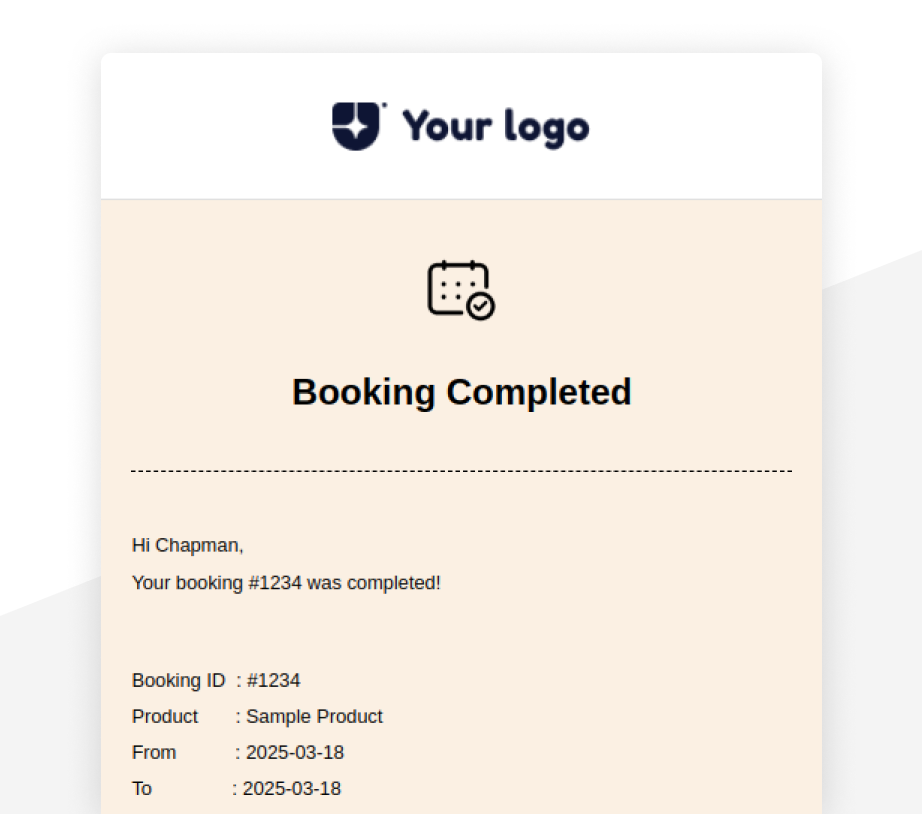 Your logo
Booking Completed
Hi Chapman,
Your booking #1234 was completed!
Booking ID : #1234
Product : Sample Product
From : 2025-03-18
To : 2025-03-18